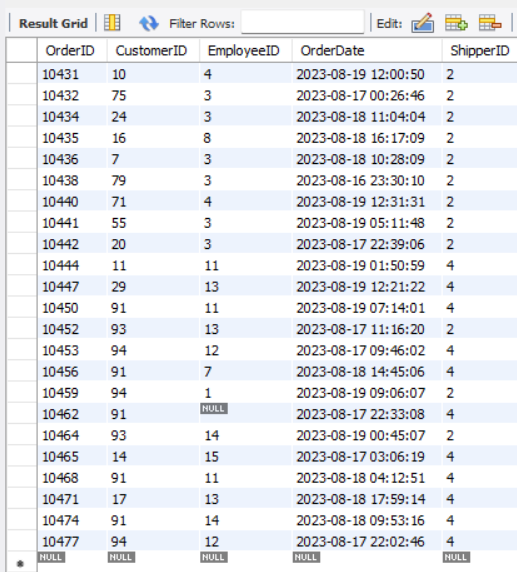 Result Grid Filter Rows: Edit:
OrderID CustomerID EmployeeID OrderDate ShipperID
10431 10 4 2023-08-19 12:00:50 2
10432 75 3 2023-08-17 00:26:46 2
10434 24 3 2023-08-18 11:04:04 2
10435 16 8 2023-08-18 16:17:09 2
10436 7 3 2023-08-18 10:28:09 2
10438 79 3 2023-08-16 23:30:10 2
10440 71 4 2023-08-19 12:31:31 2
10441 55 3 2023-08-19 05:11:48 2
10442 20 3 2023-08-17 22:39:06 2
10444 11 11 2023-08-19 01:50:59 4
10447 29 13 2023-08-19 12:21:22 4
10450 91 11 2023-08-19 07:14:01 4
10452 93 13 2023-08-17 11:16:20 2
10453 94 12 2023-08-17 09:46:02 4
10456 91 7 2023-08-18 14:45:06 4
10459 94 1 2023-08-19 09:06:07 2
10462 91 NULL 2023-08-17 22:33:08 4
10464 93 14 2023-08-19 00:45:07 2
10465 14 15 2023-08-17 03:06:19 4
10468 91 11 2023-08-18 04:12:51 4
10471 17 13 2023-08-18 17:59:14 4
10474 91 14 2023-08-18 09:53:16 4
10477 94 12 2023-08-17 22:02:46 4
NULL NULL NULL NULL NULL